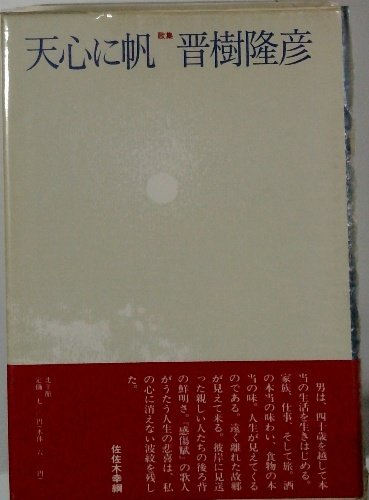 天心に帆 歌集 晋樹隆彦
男は、四十歳を越して本
当の生活を生きはじめる。
家族、仕事、そして旅、酒
の本当の味わい、食物の本
当の味。人生が見えてくる
のである。遠く離れた故郷
が見えて来る。彼岸に見送
った親しい人たちの後ろ背
の鮮明さ。『感傷賦』の歌人
がうたう人生の悲喜は、私
の心に消えない波紋を残し
た。
佐佐木幸綱